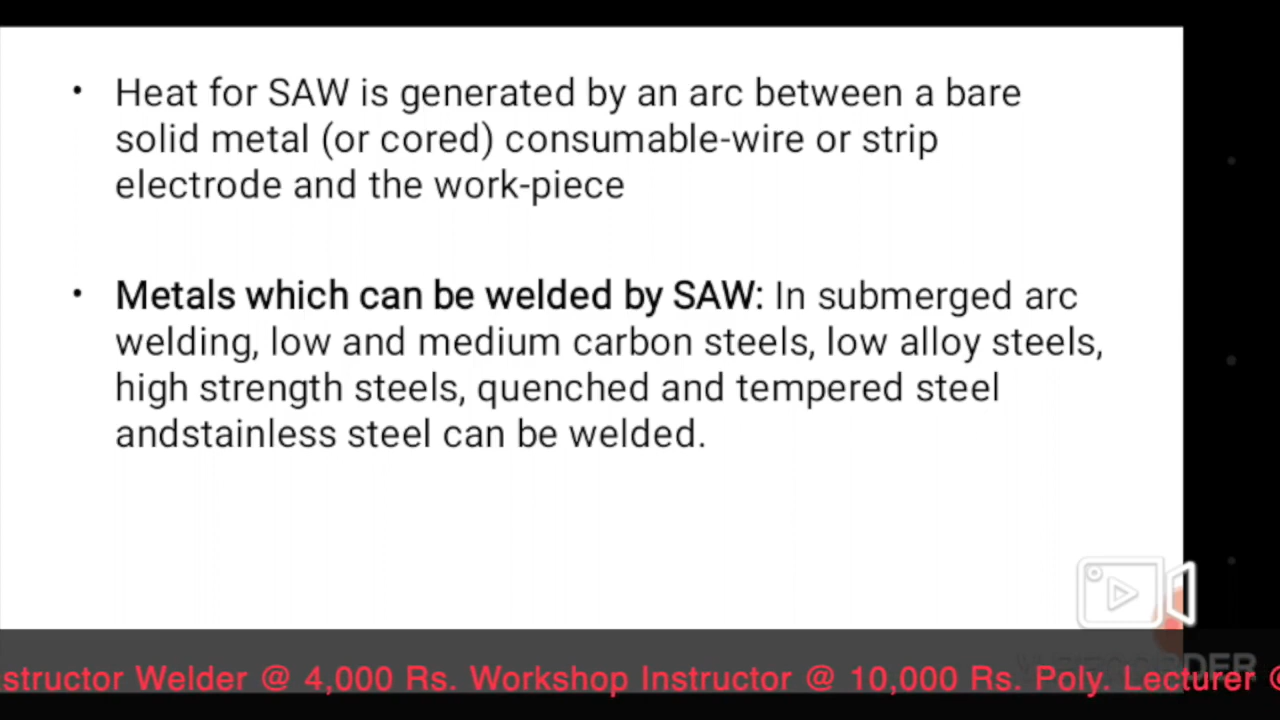 • Heat for SAW is generated by an arc between a bare
solid metal (or cored) consumable-wire or strip
electrode and the work-piece
• Metals which can be welded by SAW: In submerged arc
welding, low and medium carbon steels, low alloy steels,
high strength steels, quenched and tempered steel
andstainless steel can be welded.
structor Welder @ 4,000 Rs. Workshop Instructor @ 10,000 Rs. Poly. Lecturer @